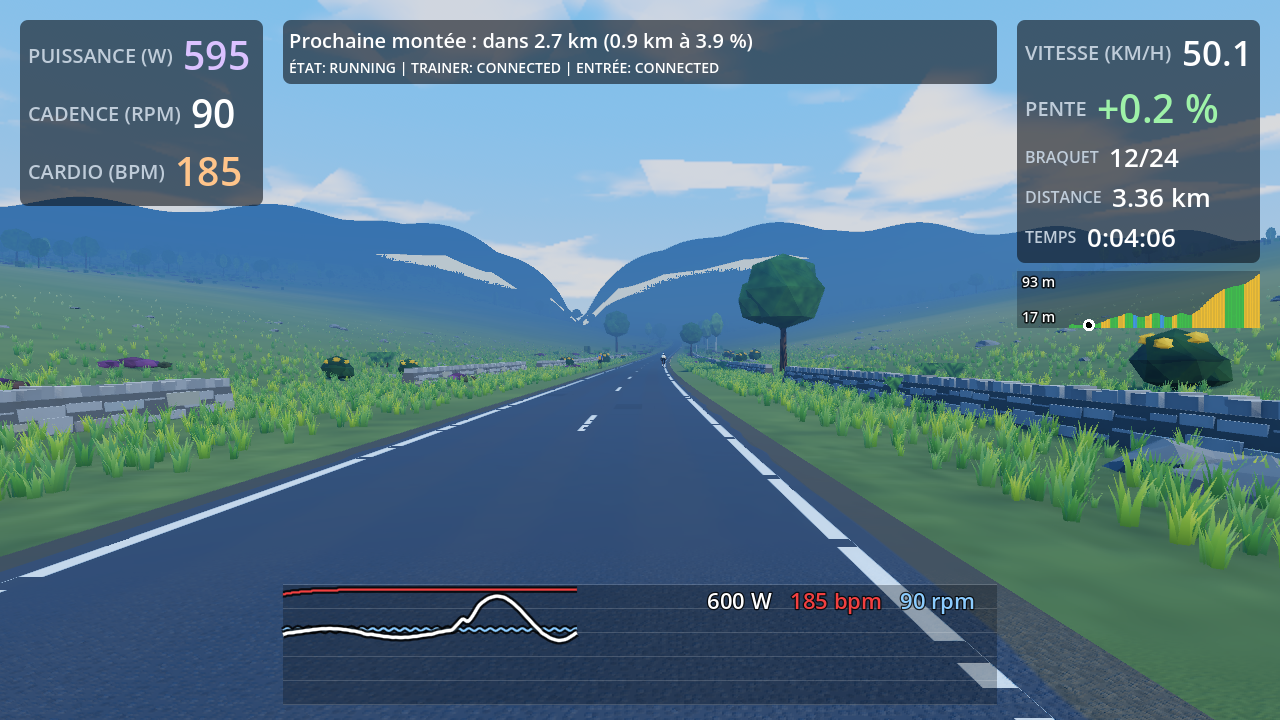 PUISSANCE (W) 595
CADENCE (RPM) 90
CARDIO (BPM) 185
Prochaine montée : dans 2.7 km (0.9 km à 3.9 %)
ÉTAT: RUNNING | TRAINER: CONNECTED | ENTRÉE: CONNECTED
VITESSE (KM/H) 50.1
PENTE +0.2 %
BRAQUET 12/24
DISTANCE 3.36 km
TEMPS 0:04:06
93 m
17 m
600 W 185 bpm 90 rpm